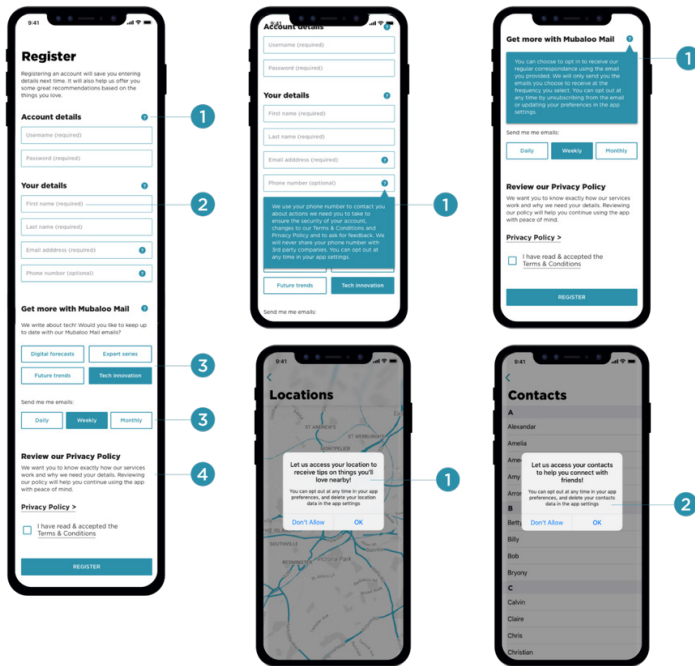 9:41
Register
Registering an account will save you entering
details next time. It will also help us offer you
some great recommendations based on the
things you love.
Account details
?
1
Username (required)
Password (required)
Your details
?
First name (required)
2
Last name (required)
Email adddress (required)
?
Phone number (optional)
?
Get more with Mubaloo Mail
?
We write about tech! Would you like to keep up
to date with our Mubaloo Mail emails?
Digital forecasts
Expert series
Future trends
Tech innovation
3
Send me me emails:
Daily
Weekly
Monthly
3
Review our Privacy Policy
We want you to know exactly how our services
work and why we need your details. Reviewing
our policy will help you continue using the app
with peace of mind.
4
Privacy Policy >
I have read & accepted the
Terms & Conditions
REGISTER
9:41
Account details
?
Username (required)
Password (required)
Your details
First name (required)
Last name (required)
Email adddress (required)
?
Phone number (optional)
?
We use your phone number to contact you
about actions we need you to take to
ensure the security of your account,
changes to our Terms & Conditions and
Privacy Policy and to ask for feedback. We
will never share your phone number with
3rd party companies. You can opt out at
any time in your app settings.
1
Future trends
Tech innovation
Send me me emails:
Get more with Mubaloo Mail
?
You can choose to opt in to receive our
regular correspondence using the email
you provided. We will only send you the
emails you choose to receive at the
frequency you select. You can opt out at
any time by unsubscribing from the email
or updating your preferences in the app
settings.
1
Send me me emails:
Daily
Weekly
Monthly
Review our Privacy Policy
We want you to know exactly how our services
work and why we need your details. Reviewing
our policy will help you continue using the app
with peace of mind.
Privacy Policy >
I have read & accepted the
Terms & Conditions
REGISTER
9:41
Locations
ST ANDREW'S
ST WERBURGH
MONTPELIER
Let us access your location to
receive tips on things you'll
love nearby!
You can opt out at any time in your app
preferences, and delete your location
data in the app settings
Don't Allow
OK
1
SOUTHVILLE
BEDMINSTER
Victoria Park
9:41
Contacts
A
Alexandar
Amelia
Amy
Let us access your contacts
to help you connect with
friends!
You can opt out at any time in your app
preferences, and delete your contacts
data in the app settings
Don't Allow
OK
2
B
Billy
Bob
Bryony
C
Calvin
Claire
Chris
Christian